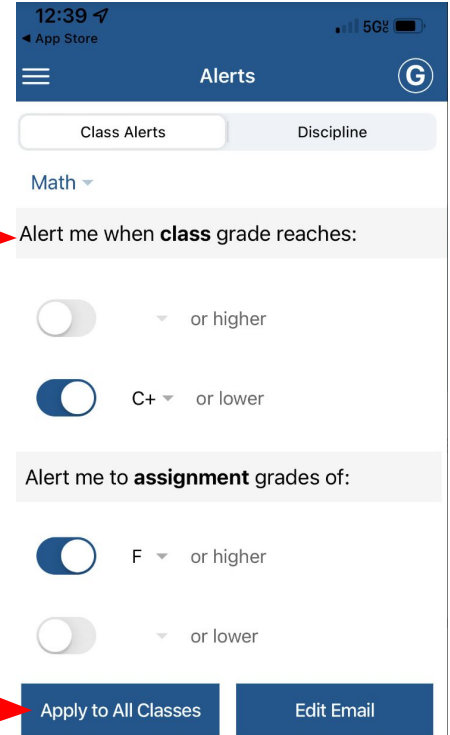 12:39
App Store
5G
Alerts
G
Class Alerts
Discipline
Math
Alert me when class grade reaches:
or higher
C+ or lower
Alert me to assignment grades of:
F or higher
or lower
Apply to All Classes
Edit Email